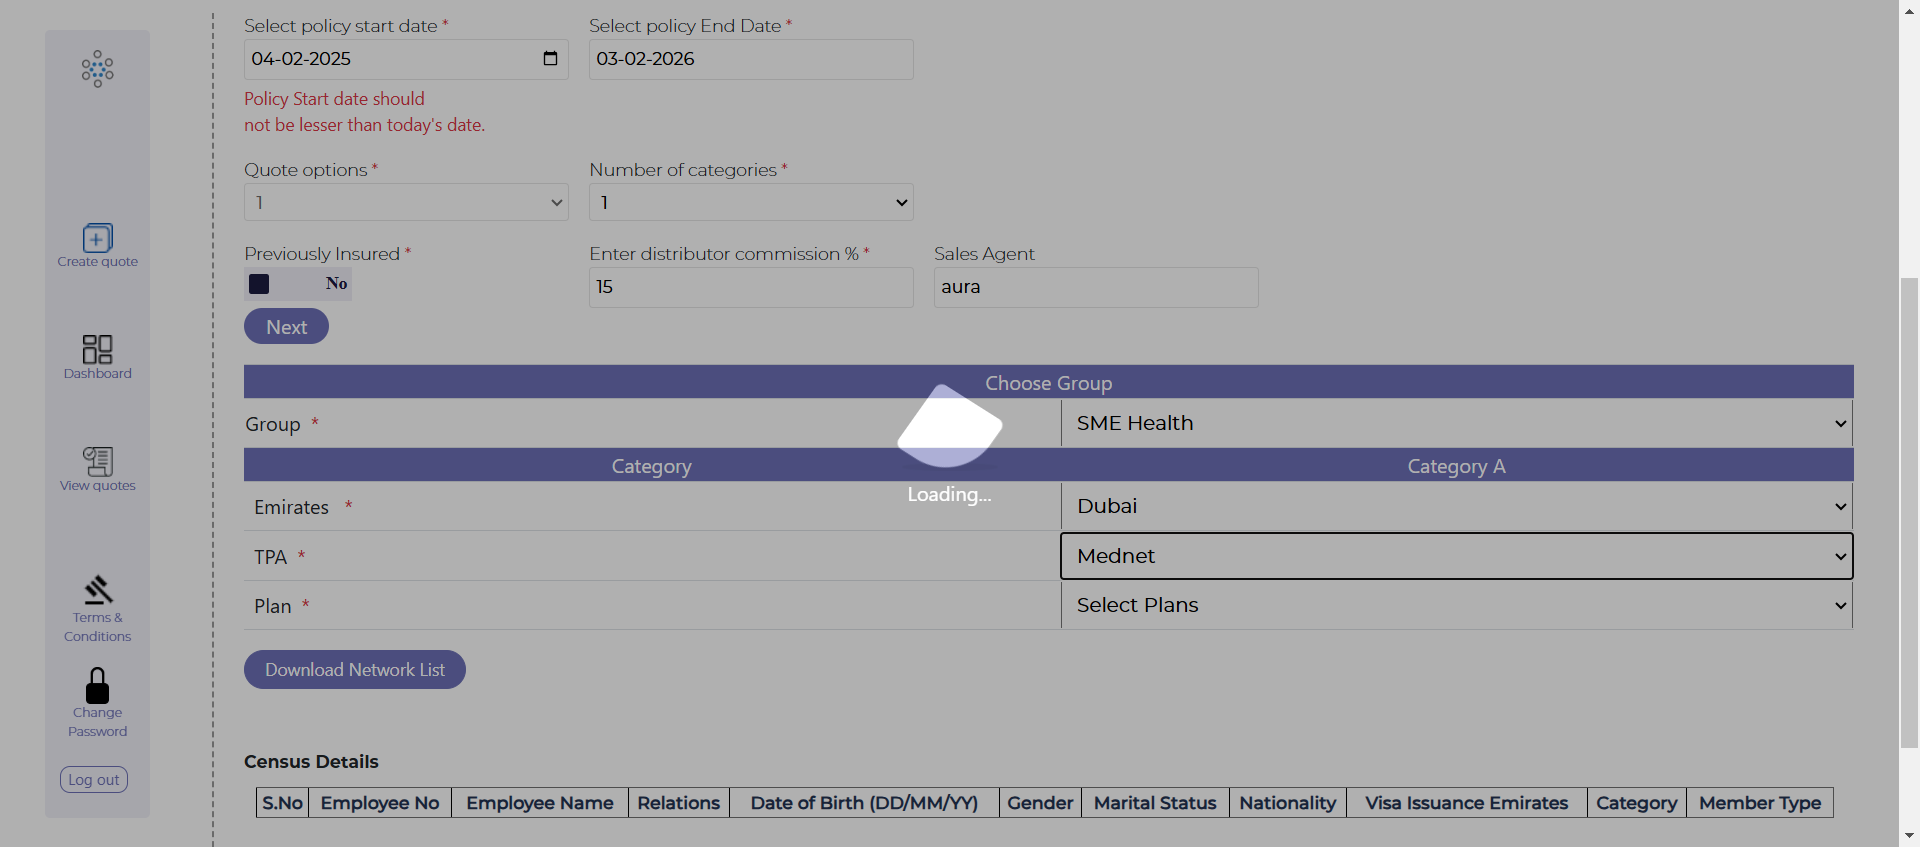 Select policy start date *
Select policy End Date *
04-02-2025
03-02-2026
Policy Start date should
not be lesser than today's date.
Quote options *
Number of categories *
1
1
Previously Insured *
Enter distributor commission % *
Sales Agent
No
15
aura
Next
Choose Group
Group *
SME Health
Category
Category A
Loading...
Emirates *
Dubai
TPA *
Mednet
Plan *
Select Plans
Download Network List
Census Details
S.No
Employee No
Employee Name
Relations
Date of Birth (DD/MM/YY)
Gender
Marital Status
Nationality
Visa Issuance Emirates
Category
Member Type
Create quote
Dashboard
View quotes
Terms &
Conditions
Change
Password
Log out